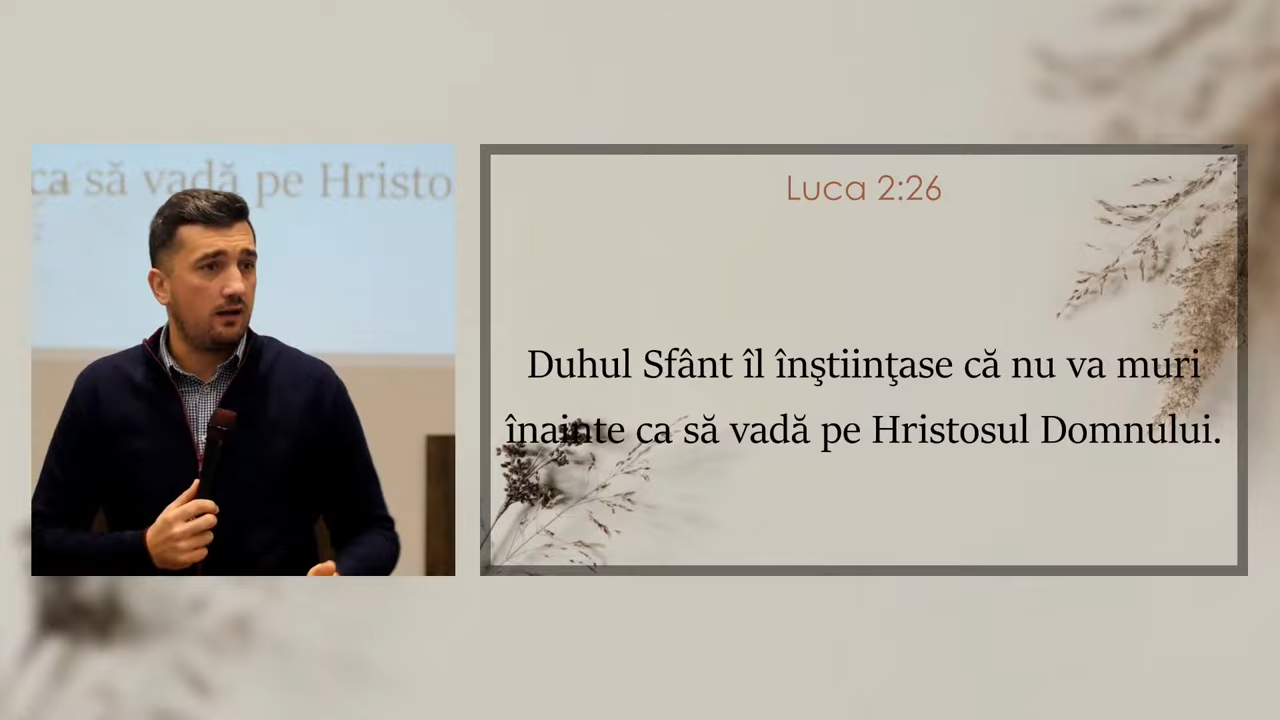 ca să vadă pe Hristo
Luca 2:26
Duhul Sfânt îl înştiinţase că nu va muri
înainte ca să vadă pe Hristosul Domnului.